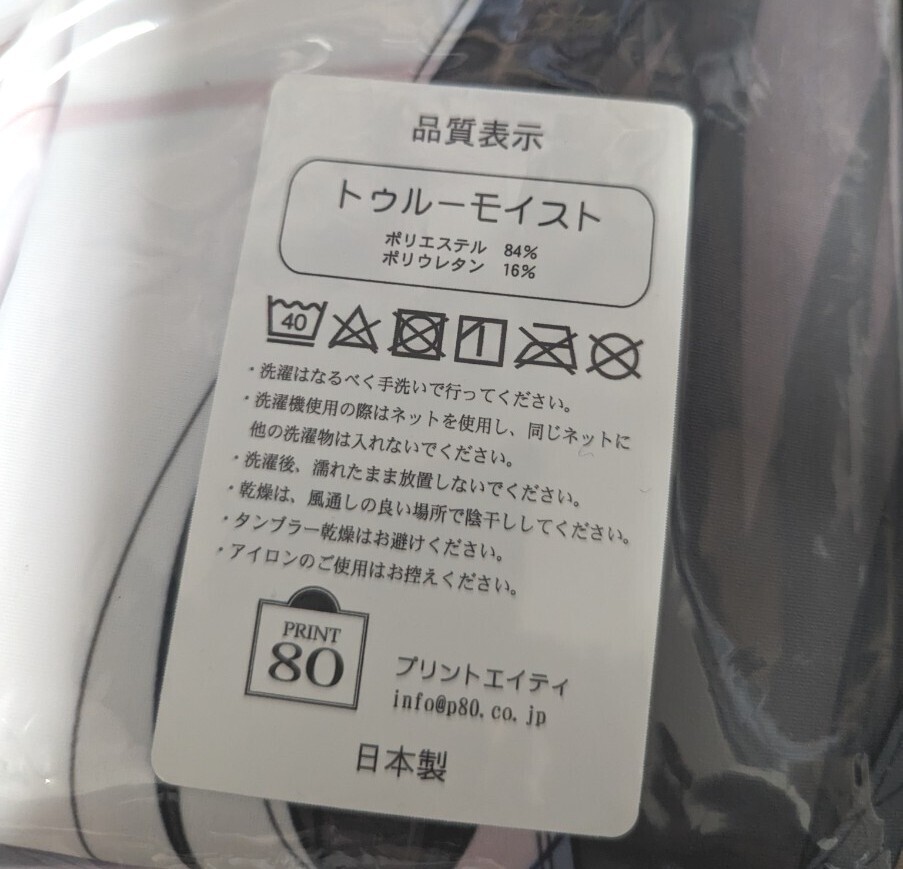 品質表示
トゥルーモイスト
ポリエステル 84%
ポリウレタン 16%
40
・洗濯はなるべく手洗いで行ってください。
・洗濯機使用の際はネットを使用し、同じネットに
他の洗濯物は入れないでください。
・洗濯後、濡れたまま放置しないでください。
・乾燥は、風通しの良い場所で陰干ししてください。
・タンブラー乾燥はお避けください。
・アイロンのご使用はお控えください。
PRINT
80
プリントエイティ
info@p80.co.jp
日本製